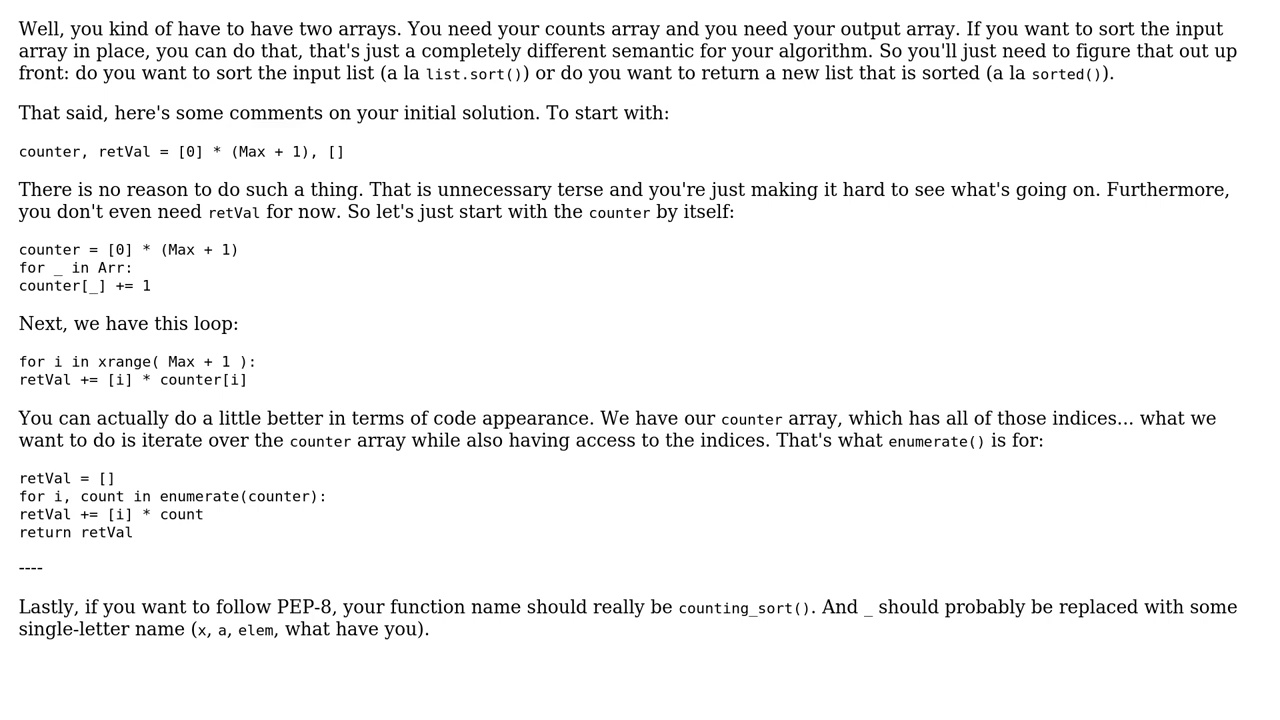 Well, you kind of have to have two arrays. You need your counts array and you need your output array. If you want to sort the input
array in place, you can do that, that's just a completely different semantic for your algorithm. So you'll just need to figure that out up
front: do you want to sort the input list (a la list.sort()) or do you want to return a new list that is sorted (a la sorted()).
That said, here's some comments on your initial solution. To start with:
counter, retVal = [0] * (Max + 1), []
There is no reason to do such a thing. That is unnecessary terse and you're just making it hard to see what's going on. Furthermore,
you don't even need retVal for now. So let's just start with the counter by itself:
counter = [0] * (Max + 1)
for _ in Arr:
counter[_] += 1
Next, we have this loop:
for i in xrange( Max + 1 ):
retVal += [i] * counter[i]
You can actually do a little better in terms of code appearance. We have our counter array, which has all of those indices... what we
want to do is iterate over the counter array while also having access to the indices. That's what enumerate() is for:
retVal = []
for i, count in enumerate(counter):
retVal += [i] * count
return retVal
----
Lastly, if you want to follow PEP-8, your function name should really be counting_sort(). And _ should probably be replaced with some
single-letter name (x, a, elem, what have you).